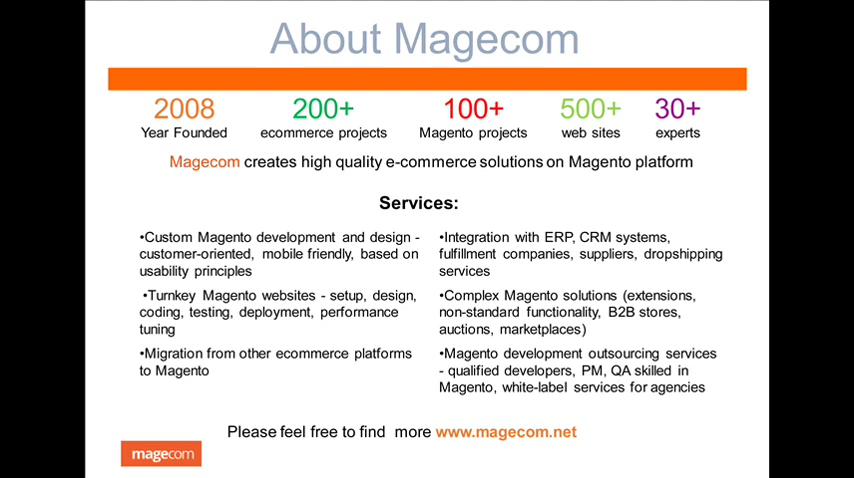 About Magecom
2008 200+ 100+ 500+ 30+
Year Founded ecommerce projects Magento projects web sites experts
Magecom creates high quality e-commerce solutions on Magento platform
Services:
•Custom Magento development and design -
customer-oriented, mobile friendly, based on
usability principles
•Turnkey Magento websites - setup, design,
coding, testing, deployment, performance
tuning
•Migration from other ecommerce platforms
to Magento
•Integration with ERP, CRM systems,
fulfillment companies, suppliers, dropshipping
services
•Complex Magento solutions (extensions,
non-standard functionality, B2B stores,
auctions, marketplaces)
•Magento development outsourcing services
- qualified developers, PM, QA skilled in
Magento, white-label services for agencies
Please feel free to find more www.magecom.net
magecom